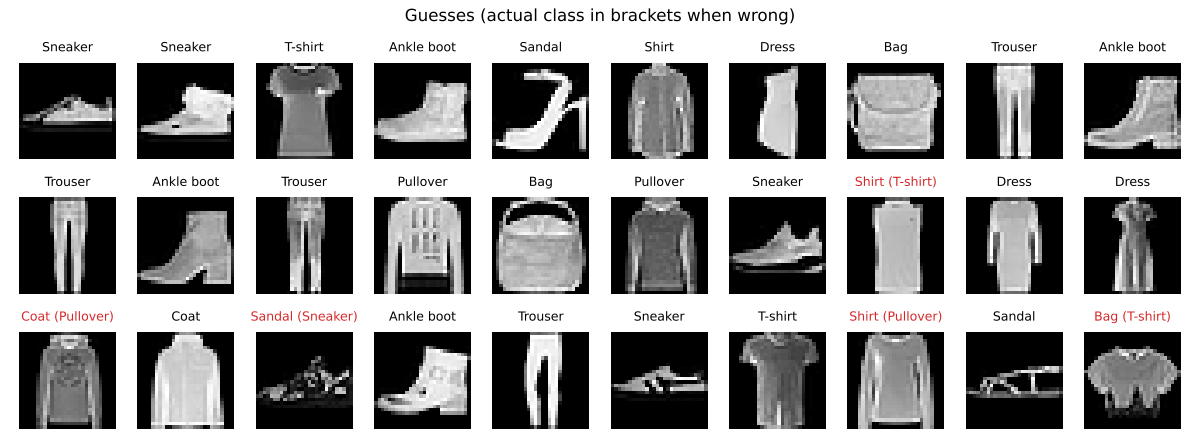 Guesses (actual class in brackets when wrong)
Sneaker Sneaker T-shirt Ankle boot Sandal Shirt Dress Bag Trouser Ankle boot
Trouser Ankle boot Trouser Pullover Bag Pullover Sneaker Shirt (T-shirt) Dress Dress
Coat (Pullover) Coat Sandal (Sneaker) Ankle boot Trouser Sneaker T-shirt Shirt (Pullover) Sandal Bag (T-shirt)